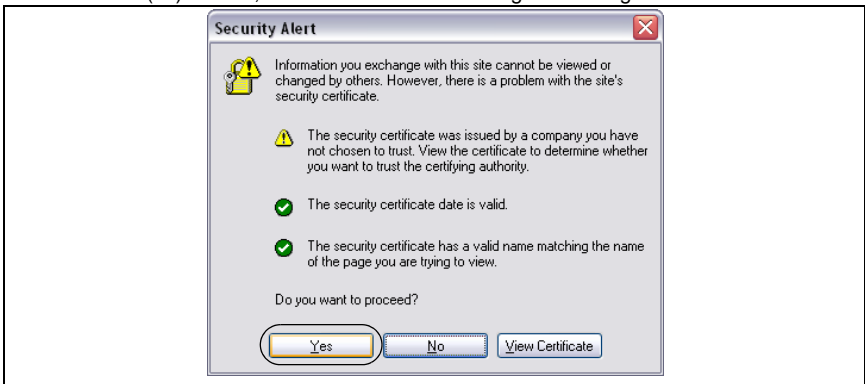 Security Alert
Information you exchange with this site cannot be viewed or
changed by others. However, there is a problem with the site's
security certificate.
The security certificate was issued by a company you have
not chosen to trust. View the certificate to determine whether
you want to trust the certifying authority.
The security certificate date is valid.
The security certificate has a valid name matching the name
of the page you are trying to view.
Do you want to proceed?
Yes No View Certificate